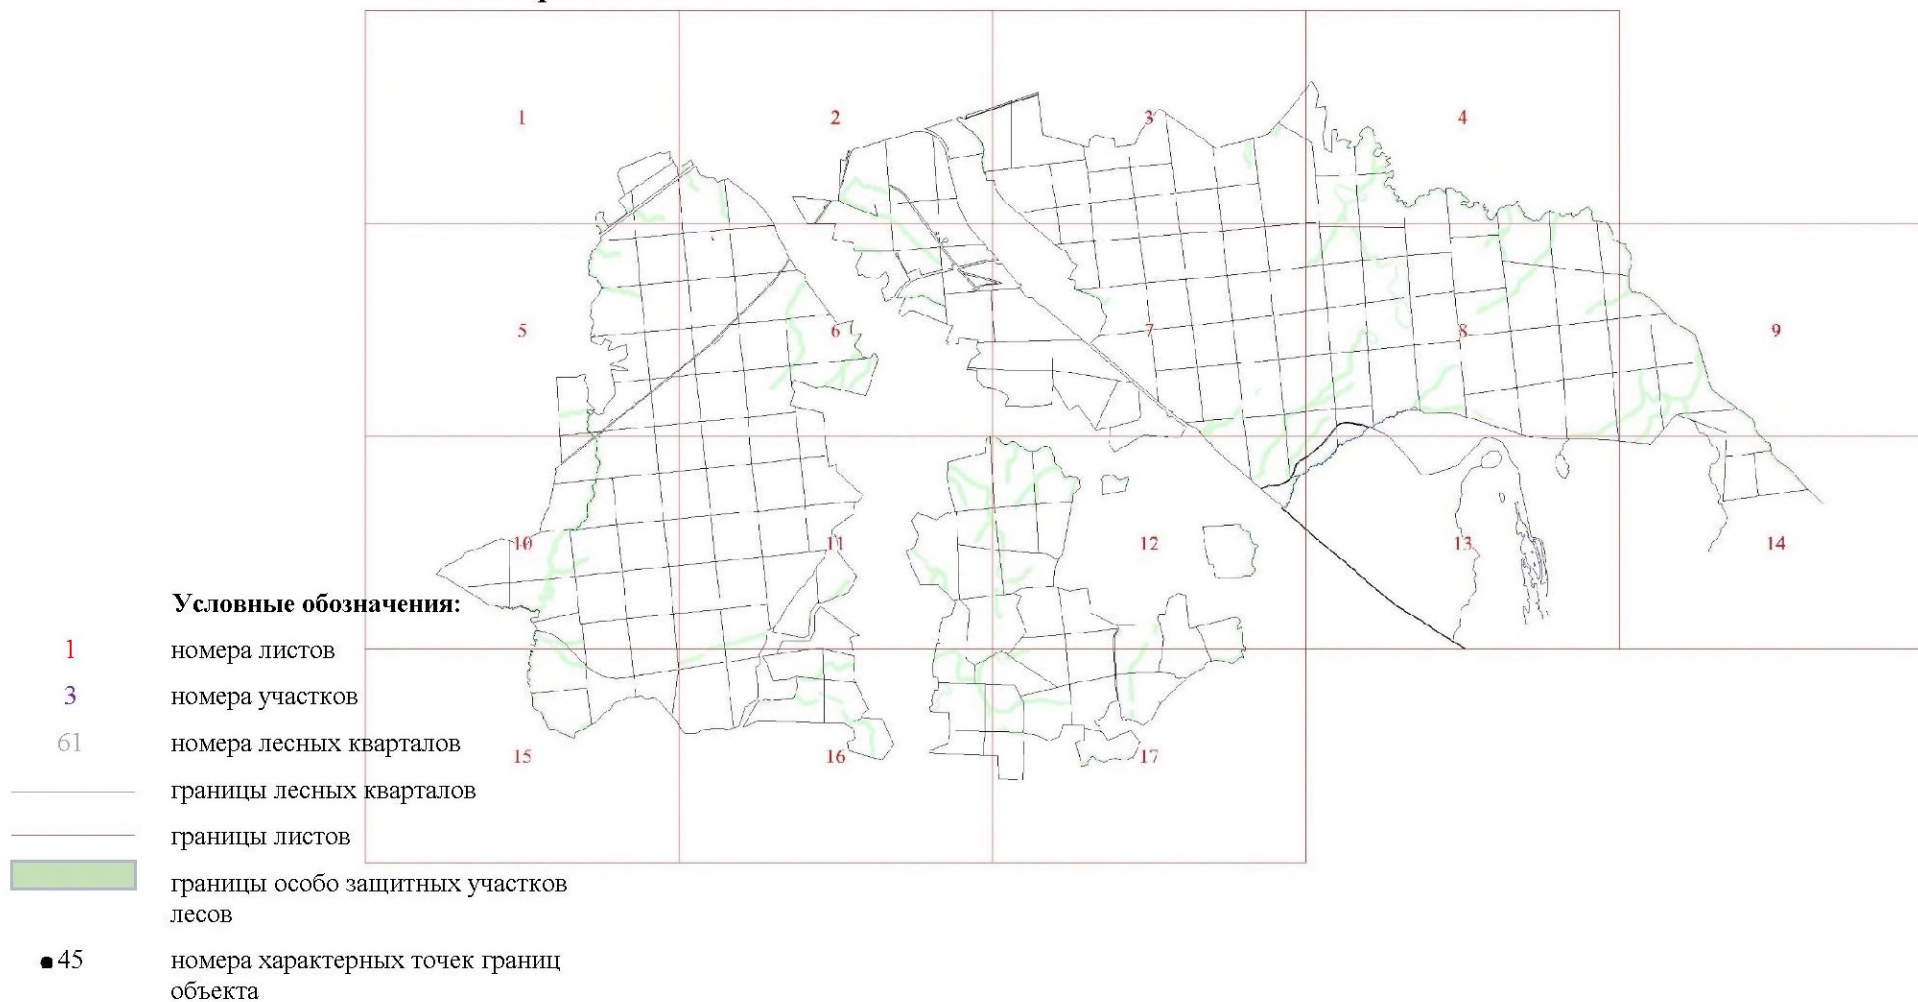 1
2
3
4
5
6
7
8
9
10
11
12
13
14
15
16
17
Условные обозначения:
1 номера листов
3 номера участков
61 номера лесных кварталов
границы лесных кварталов
границы листов
границы особо защитных участков
лесов
45 номера характерных точек границ
объекта